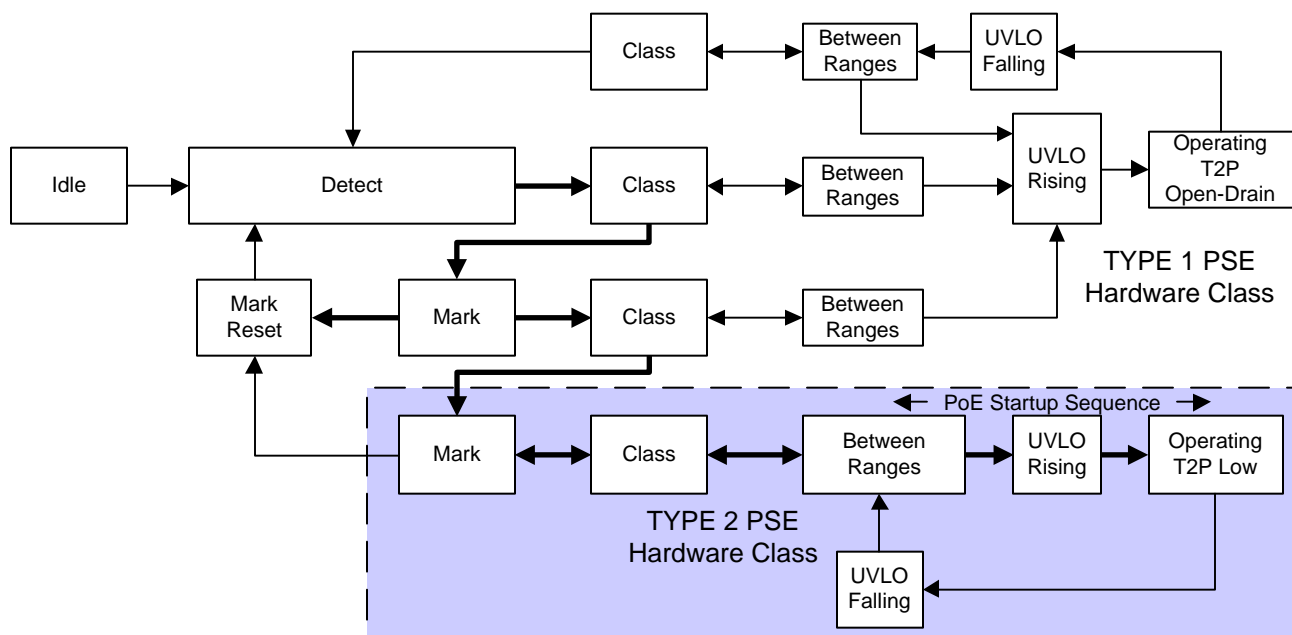 Class
Between
Ranges
UVLO
Falling
Idle
Detect
Class
Between
Ranges
UVLO
Rising
Operating
T2P
Open-Drain
TYPE 1 PSE
Hardware Class
Mark
Reset
Mark
Class
Between
Ranges
PoE Startup Sequence
Mark
Class
Between
Ranges
UVLO
Rising
Operating
T2P Low
TYPE 2 PSE
Hardware Class
UVLO
Falling